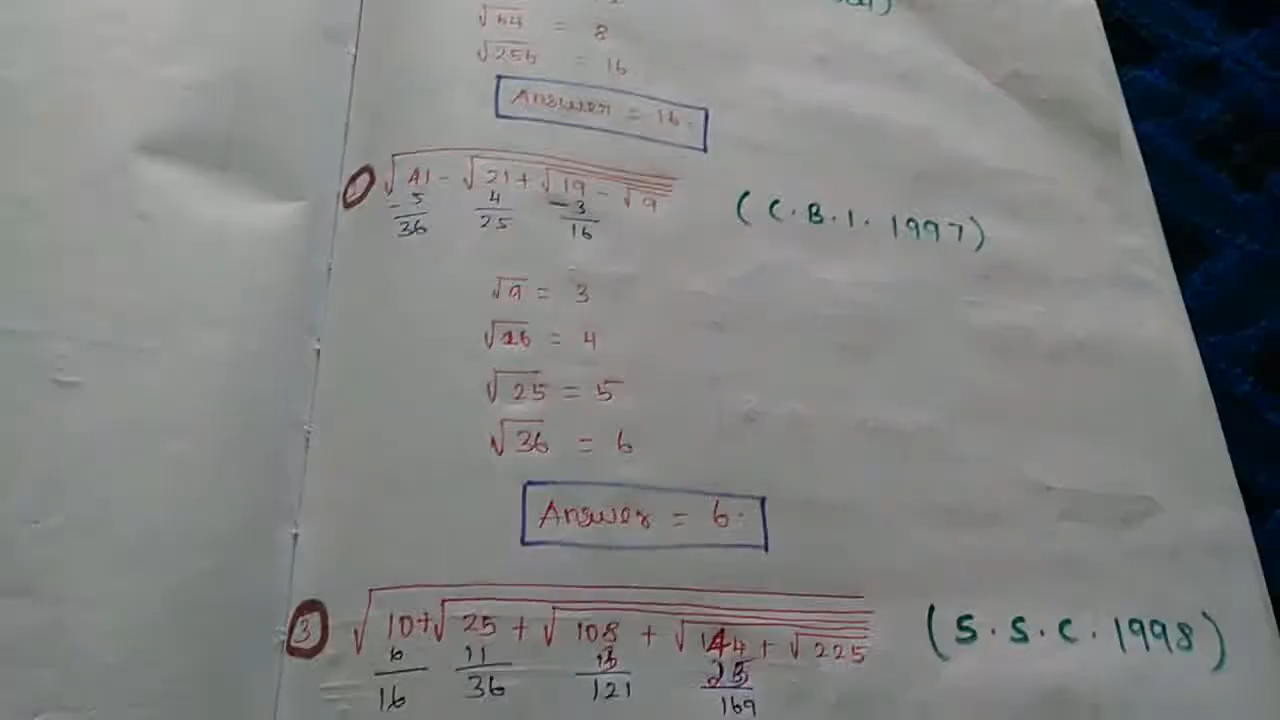 √64 = 8
√256 = 16
Answer = 16.
√41 - √21 + √19 - √9 (C.B.I. 1997)
- 5 4 - 3
36 25 16
√9 = 3
√16 = 4
√25 = 5
√36 = 6
Answer = 6.
3 √10+√25 + √108 + √144 + √225 (S.S.C. 1998)
6 11 13 15
16 36 121 169